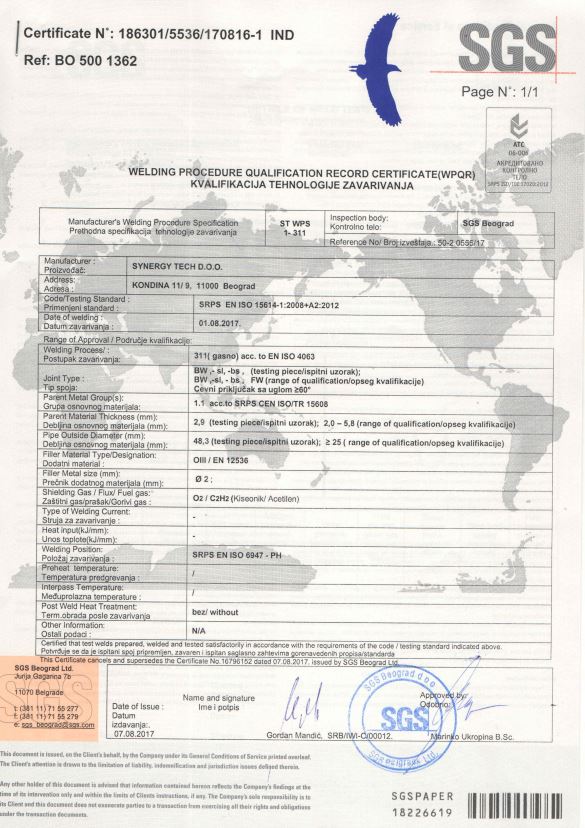 Certificate N°: 186301/5536/170816-1 IND
Ref: BO 500 1362
SGS
Page N°: 1/1
ATC
06-006
АКРЕДИТОВАНО
КОНТРОЛНО
ТЕЛО
SRPS ISO/IEC 17020:2012
WELDING PROCEDURE QUALIFICATION RECORD CERTIFICATE(WPQR)
KVALIFIKACIJA TEHNOLOGIJE ZAVARIVANJA
Manufacturer's Welding Procedure Specification
Prethodna specifikacija tehnologije zavarivanja
ST WPS
1- 311
Inspection body:
Kontrolno telo:
SGS Beograd
Reference No/ Broj izveštaja.: 50-2 0556/17
Manufacturer :
Proizvođač:
SYNERGY TECH D.O.O.
Address:
Adresa :
KONDINA 11/ 9, 11000 Beograd
Code/Testing Standard :
Primenjeni standard :
SRPS EN ISO 15614-1:2008+A2:2012
Date of welding :
Datum zavarivanja :
01.08.2017.
Range of Approval / Područje kvalifikacije:
Welding Process/ :
Postupak zavarivanja:
311( gasno) acc. to EN ISO 4063
Joint Type :
Tip spoja:
BW ,- sl, -bs , (testing piece/ispitni uzorak);
BW ,-sl, - bs , FW (range of qualification/opseg kvalifikacije)
Cevni priključak sa uglom ≥60°
Parent Metal Group(s):
Grupa osnovnog materijala:
1.1 acc.to SRPS CEN ISO/TR 15608
Parent Material Thickness (mm):
Debljina osnovnog materijala (mm):
2,9 (testing piece/ispitni uzorak); 2,0 – 5,8 (range of qualification/opseg kvalifikacije)
Pipe Outside Diameter (mm):
Debljina osnovnog materijala (mm):
48,3 (testing piece/ispitni uzorak); ≥ 25 ( range of qualification/opseg kvalifikacije)
Filler Material Type/Designation:
Dodatni material :
OIII / EN 12536
Filler Metal size (mm):
Prečnik dodatnog materijala (mm):
Ø 2 ;
Shielding Gas / Flux/ Fuel gas:
Zaštitni gas/prašak/Gorivi gas :
O2 / C2H2 (Kiseonik/ Acetilen)
Type of Welding Current:
Struja za zavarivanje :
-
Heat input(kJ/mm):
Unos toplote(kJ/mm):
-
Welding Position:
Položaj zavarivanja :
SRPS EN ISO 6947 - PH
Preheat temperature:
Temperatura predgrevanja :
/
Interpass Temperature:
Međuprolazna temperatura :
/
Post Weld Heat Treatment:
Term.obrada posle zavarivanja
bez/ without
Other Information:
Ostali podaci :
N/A
Certified that test welds prepared, welded and tested satisfactorily in accordance with the requirements of the code / testing standard indicated above.
Potvrđuje se da je ispitni spoj pripremljen, zavaren i ispitan saglasno zahtevima gorenavedenih propisa/standarda
This Certificate cancels and supersedes the Certificate No.16796152 dated 07.08.2017. issued by SGS Beograd Ltd.
SGS Beograd Ltd.
Jurija Gagarina 7b
11070 Belgrade
t: (381 11) 71 55 277
f: (381 11) 71 55 279
e: sgs_beograd@sgs.com
Date of Issue :
Datum
izdavanja:.
07.08.2017
Name and signature
Ime i potpis
Gordan Mandić, SRB/IWI-C/00012.
SGS Beograd d.o.o.
SGS
SGS Belgrade Ltd.
Approved by:
Odobrio:
Marinko Ukropina B.Sc.
This document is issued, on the Client's behalf, by the Company under its General Conditions of Service printed overleaf.
The Client's attention is drawn to the limitation of liability, indemnification and jurisdiction issues defined therein.
Any other holder of this document is advised that information contained hereon reflects the Company's findings at the
time of its intervention only and within the limits of Clients instructions, if any. The Company's sole responsibility is to
its Client and this document does not exonerate parties to a transaction from exercising all their rights and obligations
under the transaction documents.
SGSPAPER
18226619